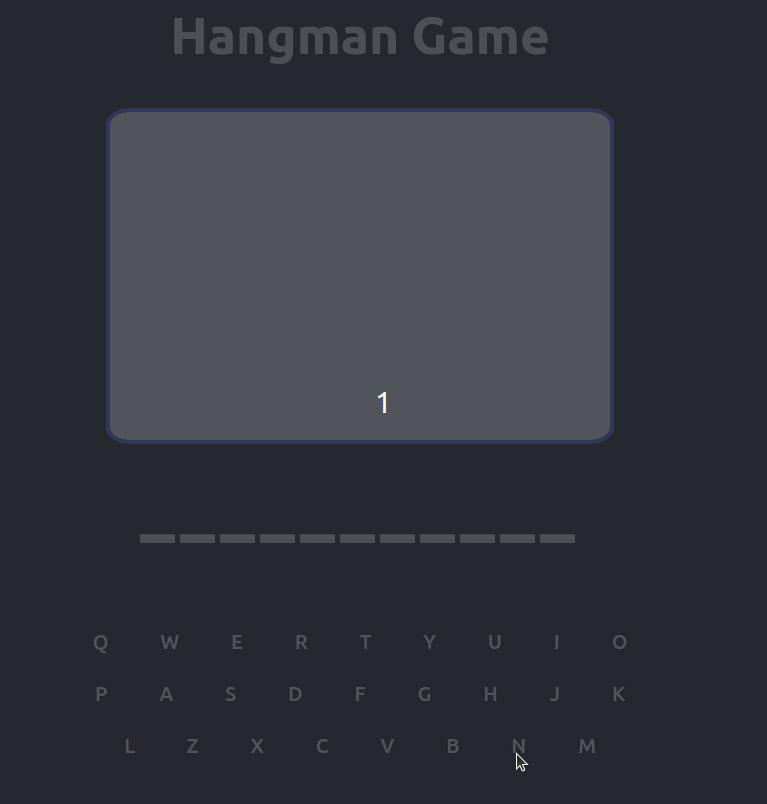 Hangman Game
1
Q W E R T Y U I O
P A S D F G H J K
L Z X C V B N M